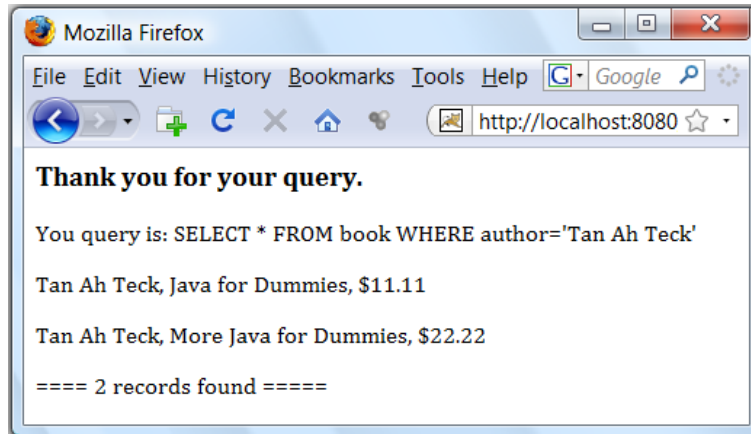 Mozilla Firefox
File Edit View History Bookmarks Tools Help G Google
http://localhost:8080
Thank you for your query.
You query is: SELECT * FROM book WHERE author='Tan Ah Teck'
Tan Ah Teck, Java for Dummies, $11.11
Tan Ah Teck, More Java for Dummies, $22.22
==== 2 records found =====